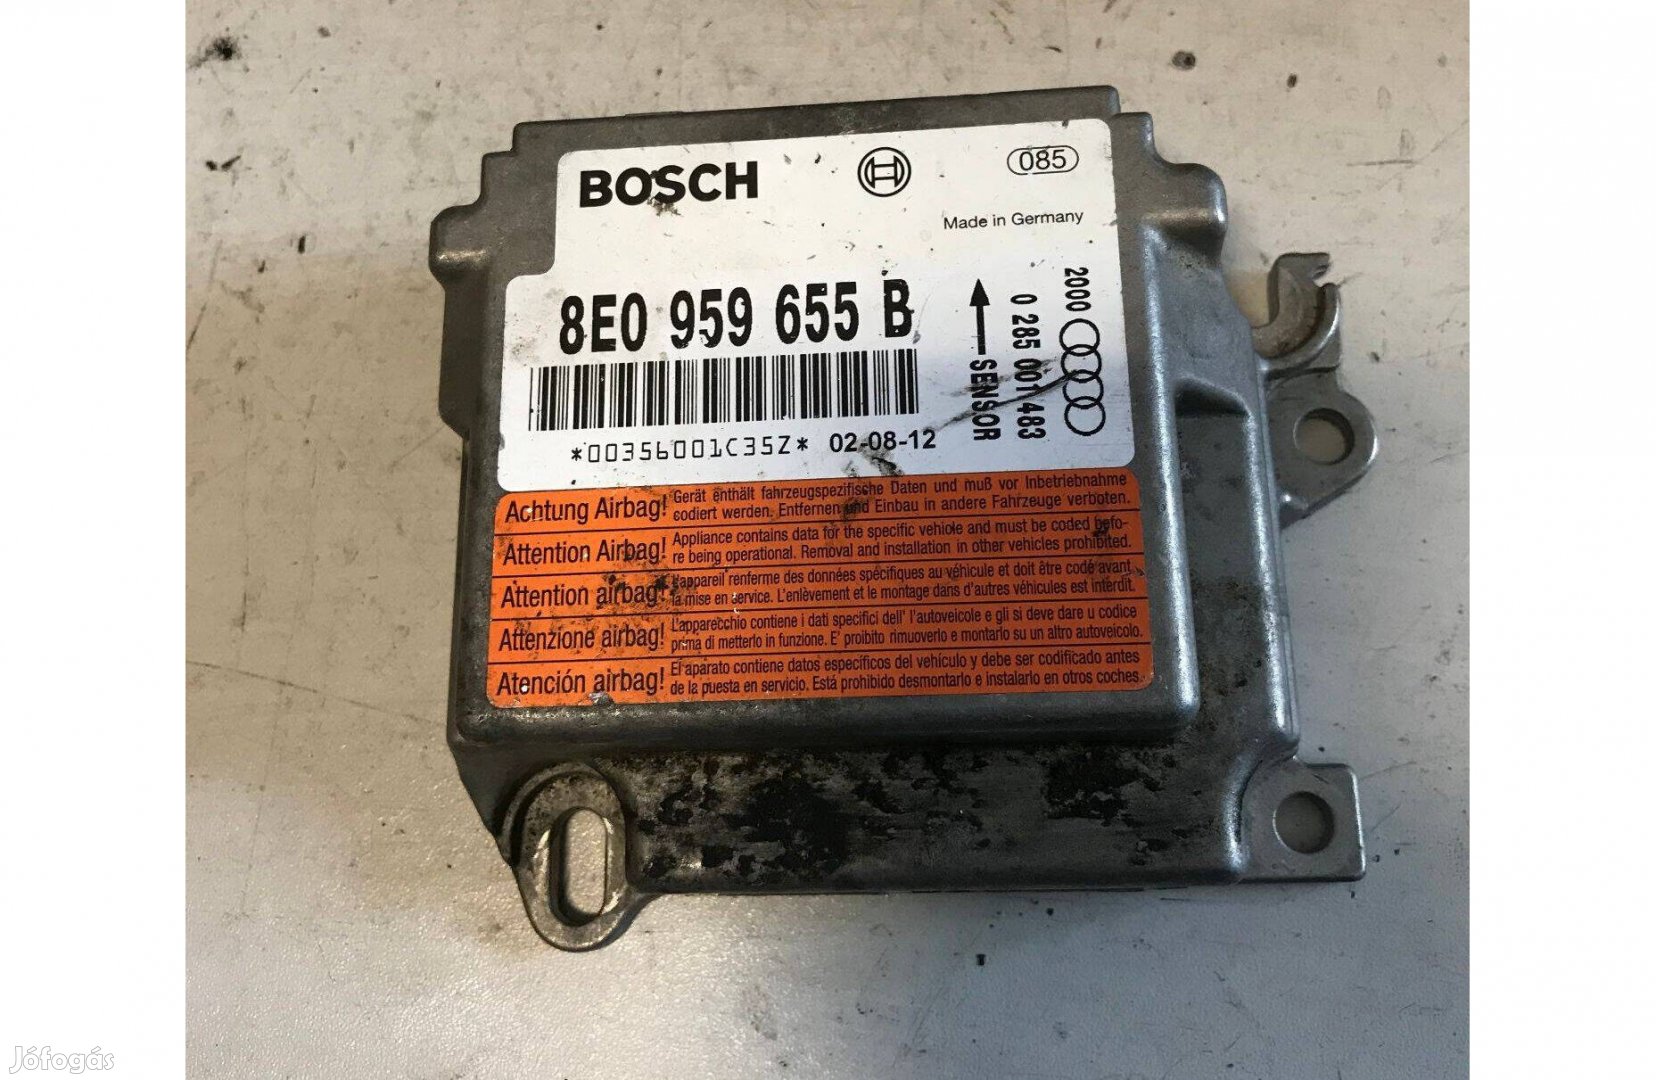 BOSCH
085
Made in Germany
8E0 959 655 B
*00356001C35Z* 02-08-12
SENSOR
0 285 001 483
2000
Achtung Airbag! Gerät enthält fahrzeugspezifische Daten und muß vor Inbetriebnahme
codiert werden. Entfernen und Einbau in andere Fahrzeuge verboten.
Attention Airbag! Appliance contains data for the specific vehicle and must be coded befo-
re being operational. Removal and installation in other vehicles prohibited.
Attention airbag! L'appareil renferme des données spécifiques au véhicule et doit être codé avant
la mise en service. L'enlèvement et le montage dans d'autres véhicules est interdit.
Attenzione airbag! L'apparecchio contiene i dati specifici dell' l'autoveicole e gli si deve dare u codice
prima di metterlo in funzione. E' proibito rimuoverlo e montarlo su un altro autoveicolo.
Atención airbag! El aparato contiene datos específicos del vehículo y debe ser codificado antes
de la puesta en servicio. Está prohibido desmontarlo e instalarlo en otros coches.
Jófogás